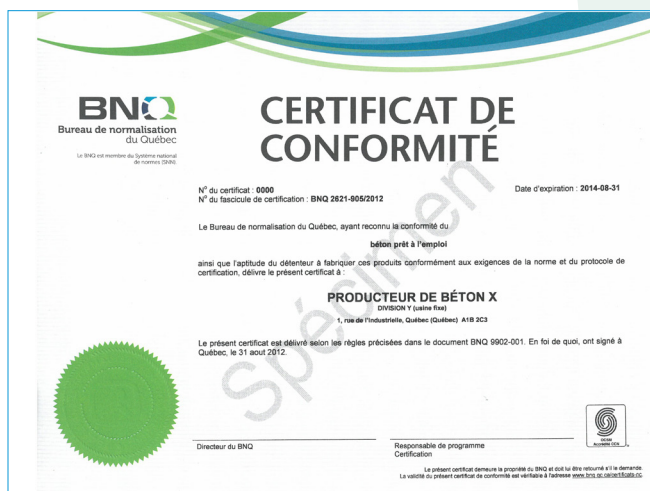 BNQ
Bureau de normalisation
du Québec
Le BNQ est membre du Système national
de normes (SNN).
CERTIFICAT DE
CONFORMITÉ
N° du certificat : 0000
Date d'expiration : 2014-08-31
N° du fascicule de certification : BNQ 2621-905/2012
Le Bureau de normalisation du Québec, ayant reconnu la conformité du
béton prêt à l'emploi
ainsi que l'aptitude du détenteur à fabriquer ces produits conformément aux exigences de la norme et du protocole de
certification, délivre le présent certificat à :
PRODUCTEUR DE BÉTON X
DIVISION Y (usine fixe)
1, rue de l'Industrielle, Québec (Québec) A1B 2C3
Le présent certificat est délivré selon les règles précisées dans le document BNQ 9902-001. En foi de quoi, ont signé à
Québec, le 31 aout 2012.
Spécimen
Directeur du BNQ
Responsable de programme
Certification
OCSM
Accrédité CCN
Le présent certificat demeure la propriété du BNQ et doit lui être retourné s'il le demande.
La validité du présent certificat de conformité est vérifiable à l'adresse www.bnq.qc.ca/certificats-nc.